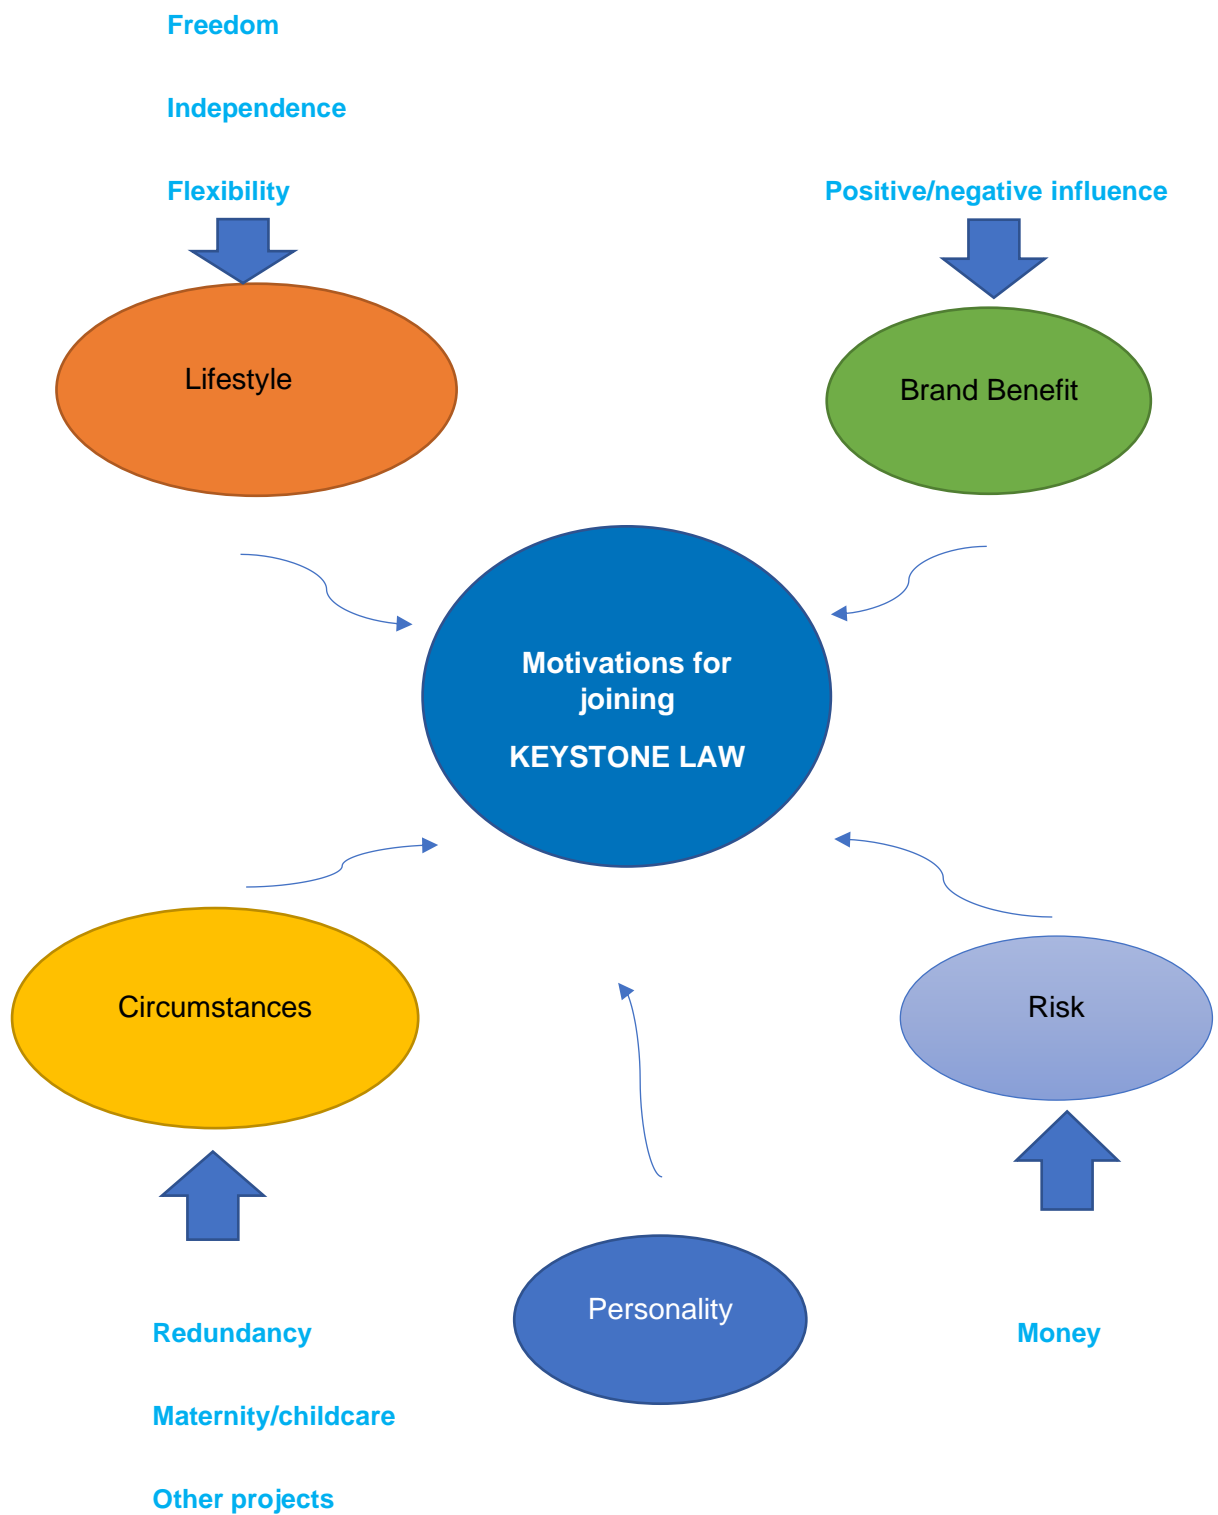 Freedom
Independence
Flexibility
Positive/negative influence
Lifestyle
Brand Benefit
Motivations for
joining
KEYSTONE LAW
Circumstances
Risk
Personality
Redundancy
Money
Maternity/childcare
Other projects